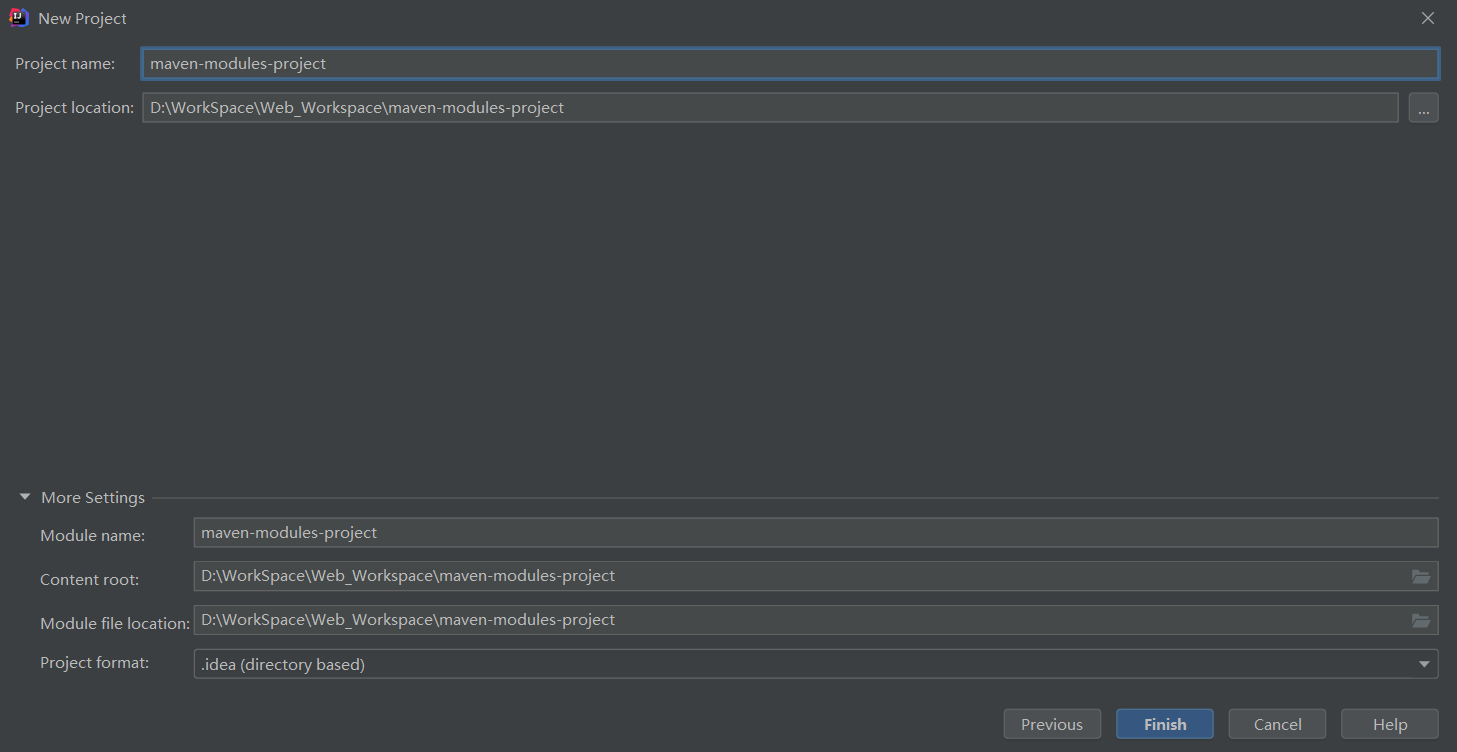 New Project
Project name: maven-modules-project
Project location: D:\WorkSpace\Web_Workspace\maven-modules-project ...
More Settings
Module name: maven-modules-project
Content root: D:\WorkSpace\Web_Workspace\maven-modules-project
Module file location: D:\WorkSpace\Web_Workspace\maven-modules-project
Project format: .idea (directory based)
Previous Finish Cancel Help